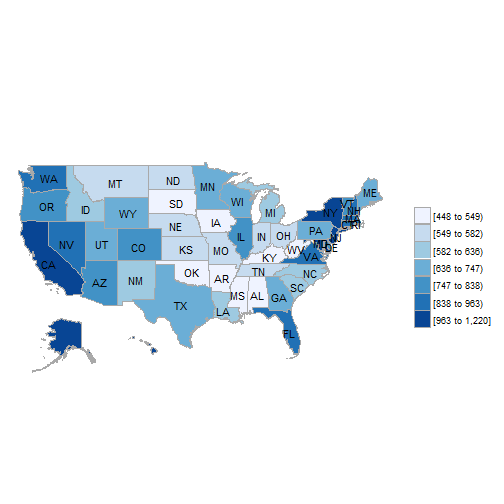 WA
MT
ND
MN
ME
OR
ID
SD
WI
MI
VT
NH
NY
MA
WY
NE
IA
PA
NJ
NV
UT
CO
IL
IN
OH
MD
DE
CA
KS
MO
WV
VA
KY
AZ
NM
OK
AR
TN
NC
SC
TX
MS
AL
GA
LA
FL
[448 to 549)
[549 to 582)
[582 to 636)
[636 to 747)
[747 to 838)
[838 to 963)
[963 to 1,220]